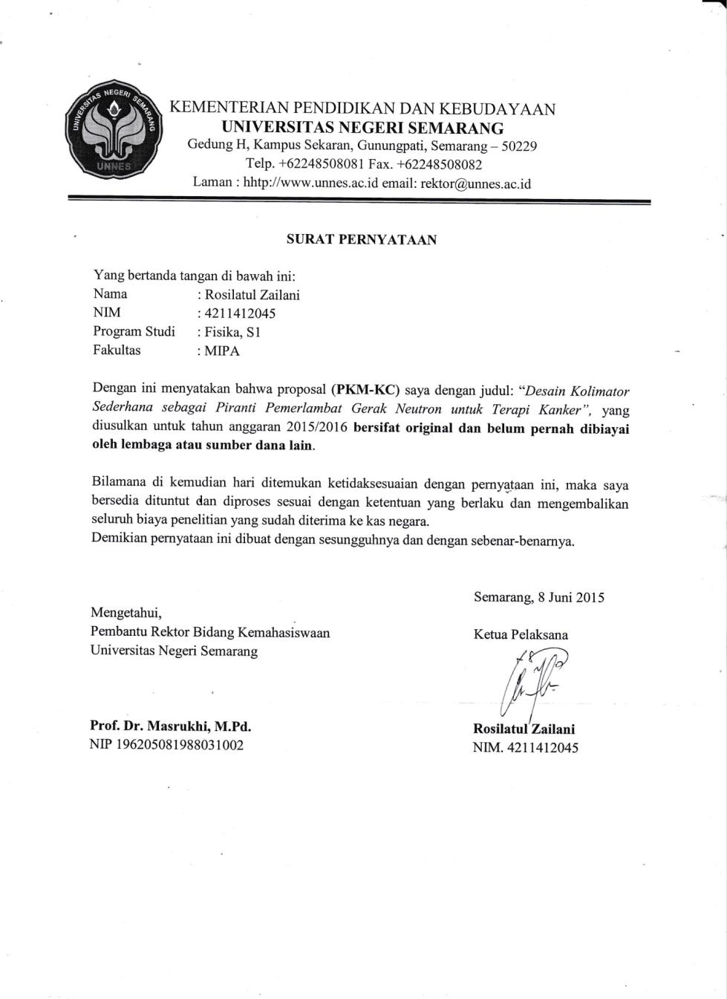 UNIVERSITAS NEGERI SEMARANG
UNNES
KEMENTERIAN PENDIDIKAN DAN KEBUDAYAAN
UNIVERSITAS NEGERI SEMARANG
Gedung H, Kampus Sekaran, Gunungpati, Semarang – 50229
Telp. +62248508081 Fax. +62248508082
Laman : hhtp://www.unnes.ac.id email: rektor@unnes.ac.id
SURAT PERNYATAAN
Yang bertanda tangan di bawah ini:
Nama : Rosilatul Zailani
NIM : 4211412045
Program Studi : Fisika, S1
Fakultas : MIPA
Dengan ini menyatakan bahwa proposal (PKM-KC) saya dengan judul: “Desain Kolimator
Sederhana sebagai Piranti Pemerlambat Gerak Neutron untuk Terapi Kanker”, yang
diusulkan untuk tahun anggaran 2015/2016 bersifat original dan belum pernah dibiayai
oleh lembaga atau sumber dana lain.
Bilamana di kemudian hari ditemukan ketidaksesuaian dengan pernyataan ini, maka saya
bersedia dituntut dan diproses sesuai dengan ketentuan yang berlaku dan mengembalikan
seluruh biaya penelitian yang sudah diterima ke kas negara.
Demikian pernyataan ini dibuat dengan sesungguhnya dan dengan sebenar-benarnya.
Semarang, 8 Juni 2015
Mengetahui,
Pembantu Rektor Bidang Kemahasiswaan
Universitas Negeri Semarang
Ketua Pelaksana
Prof. Dr. Masrukhi, M.Pd.
NIP 196205081988031002
Rosilatul Zailani
NIM. 4211412045